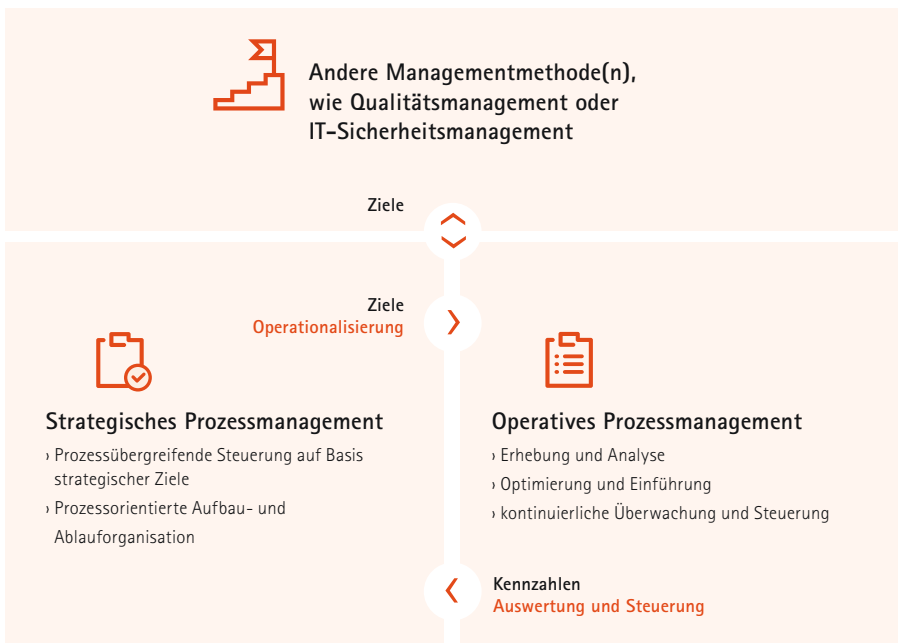 Andere Managementmethode(n),
wie Qualitätsmanagement oder
IT-Sicherheitsmanagement
Ziele
Ziele
Operationalisierung
Strategisches Prozessmanagement
› Prozessübergreifende Steuerung auf Basis
strategischer Ziele
› Prozessorientierte Aufbau- und
Ablauforganisation
Operatives Prozessmanagement
› Erhebung und Analyse
› Optimierung und Einführung
› kontinuierliche Überwachung und Steuerung
Kennzahlen
Auswertung und Steuerung